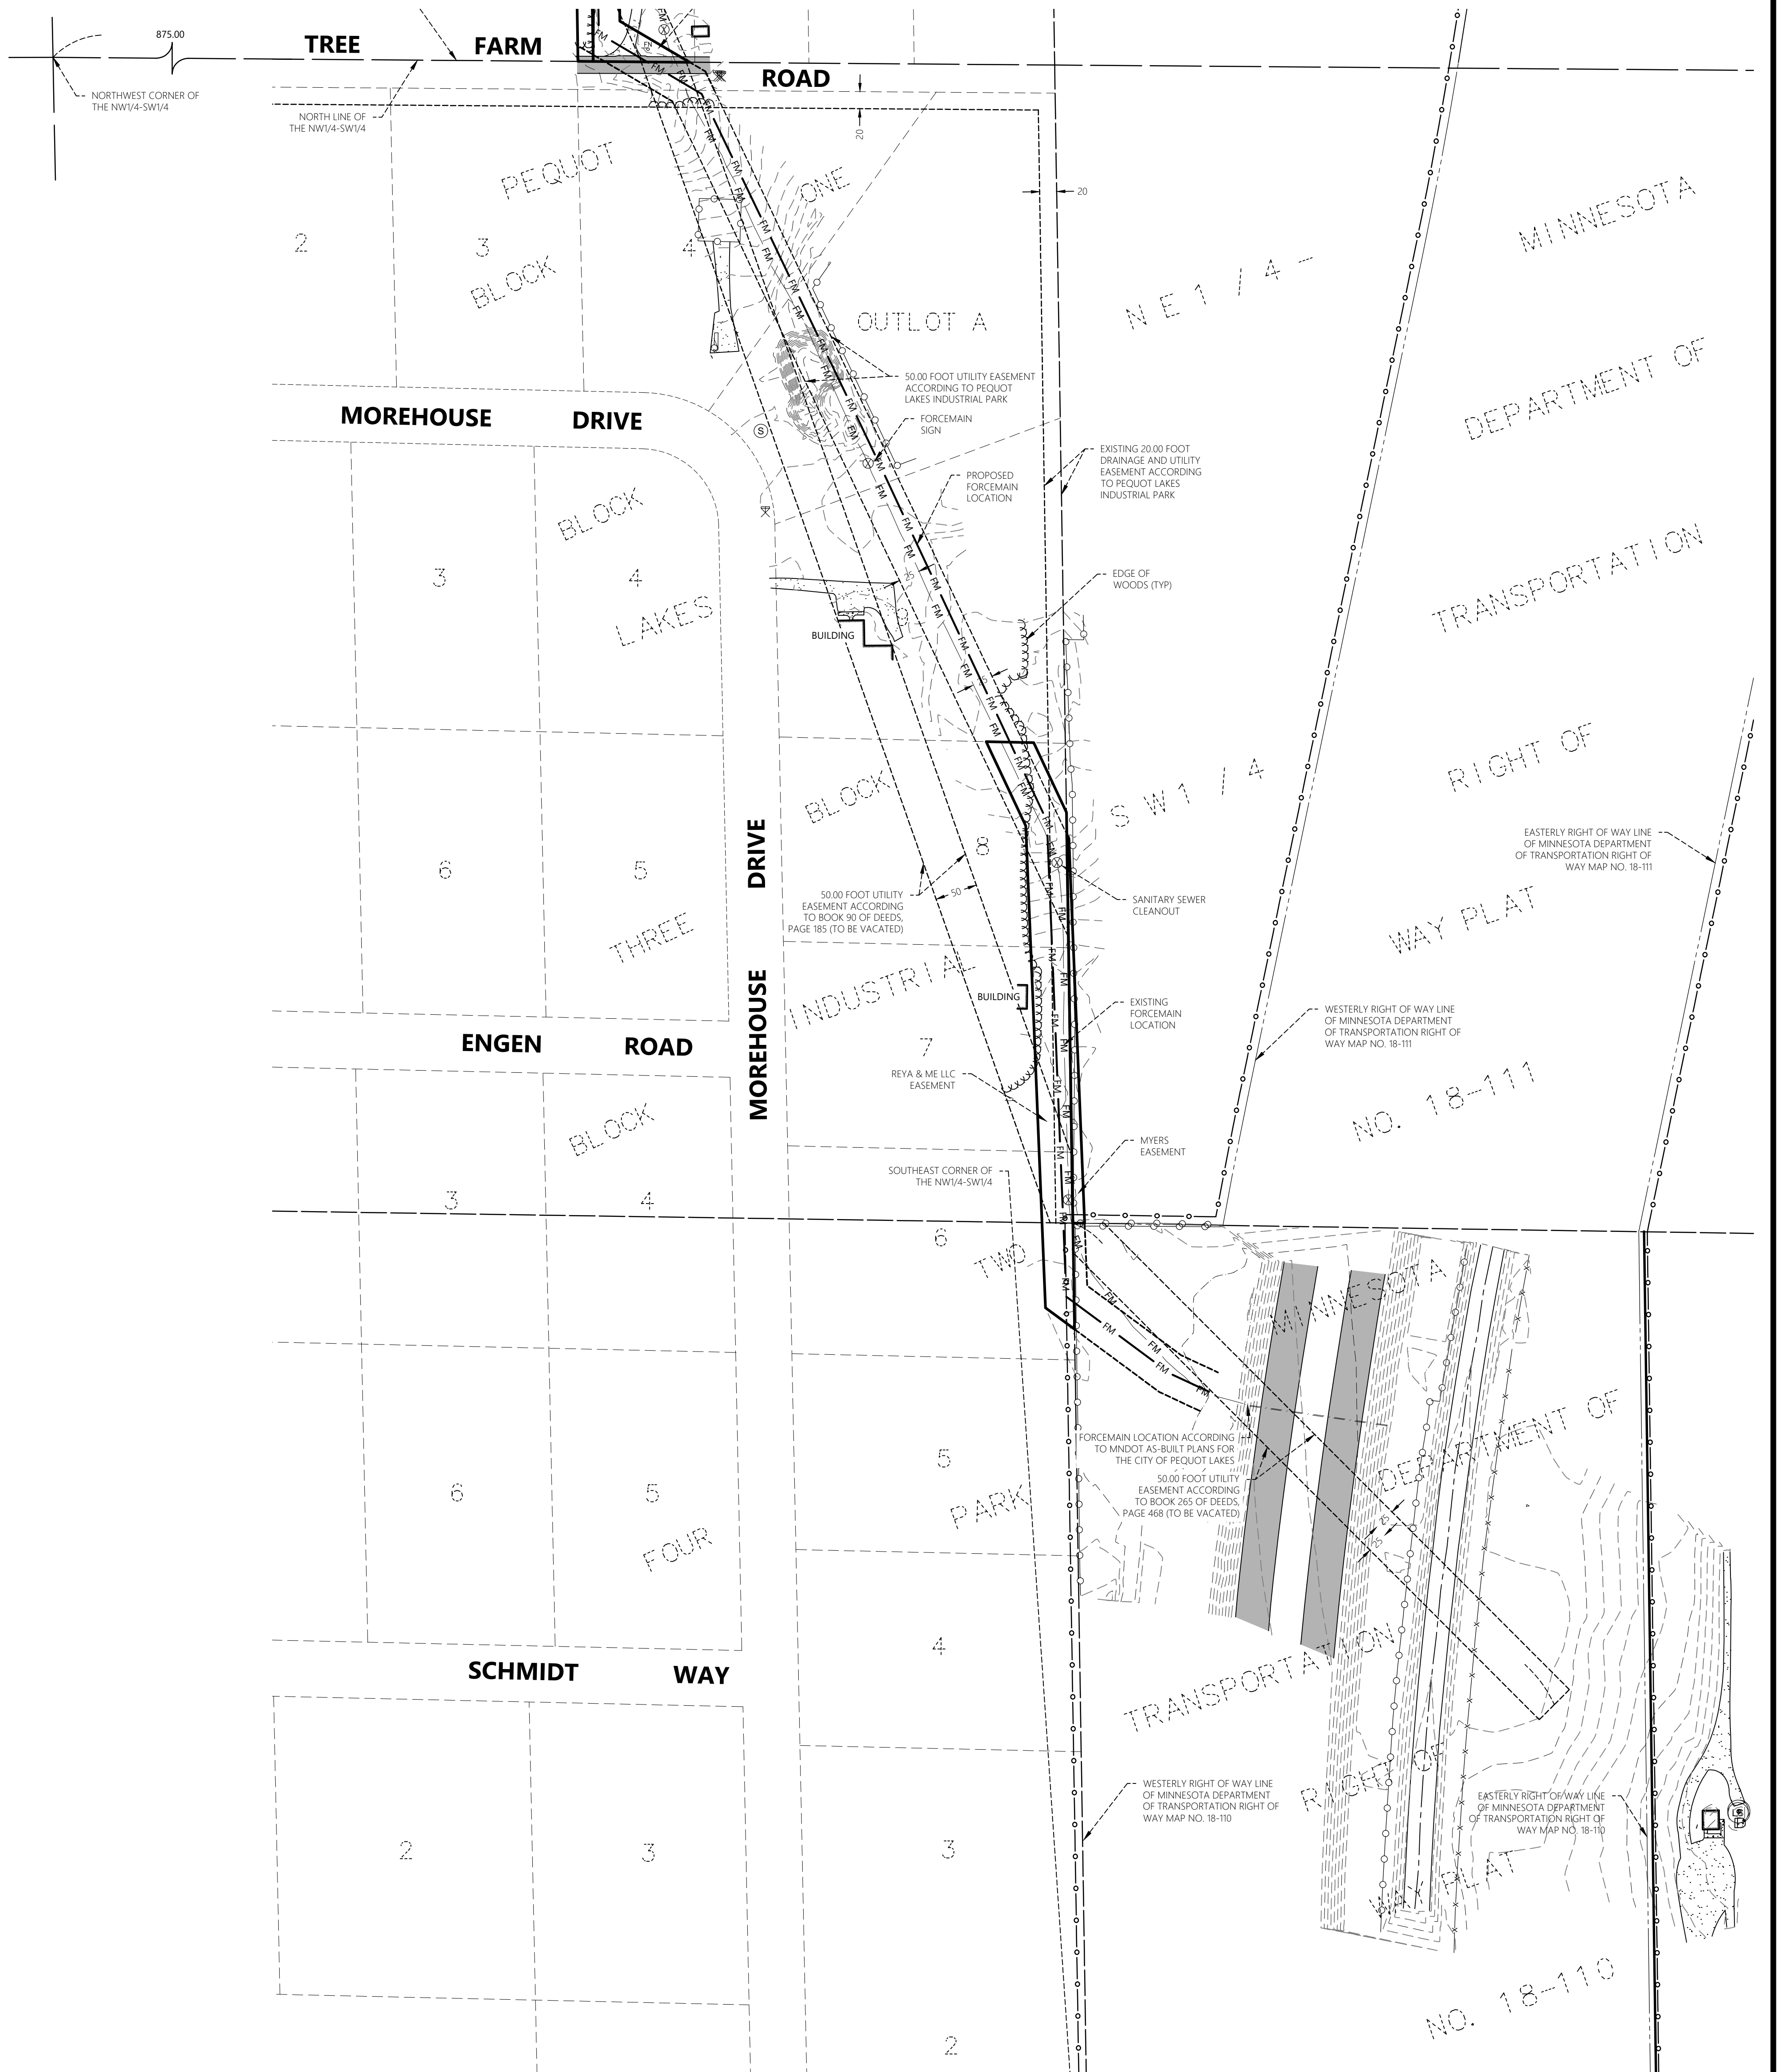 875.00
TREE FARM ROAD
NORTHWEST CORNER OF
THE NW1/4-SW1/4
NORTH LINE OF
THE NW1/4-SW1/4
20
20
PEQUOT
ONE
MINNESOTA
2
3
4
BLOCK
NE1/4-
OUTLOT A
DEPARTMENT OF
50.00 FOOT UTILITY EASEMENT
ACCORDING TO PEQUOT
LAKES INDUSTRIAL PARK
MOREHOUSE DRIVE
FORCEMAIN
SIGN
S
EXISTING 20.00 FOOT
DRAINAGE AND UTILITY
EASEMENT ACCORDING
TO PEQUOT LAKES
INDUSTRIAL PARK
PROPOSED
FORCEMAIN
LOCATION
BLOCK
TRANSPORTATION
3
4
EDGE OF
WOODS (TYP)
LAKES
9
BUILDING
RIGHT OF
BLOCK
SW1/4
EASTERLY RIGHT OF WAY LINE
OF MINNESOTA DEPARTMENT
OF TRANSPORTATION RIGHT OF
WAY MAP NO. 18-111
8
6
5
50.00 FOOT UTILITY
EASEMENT ACCORDING
TO BOOK 90 OF DEEDS,
PAGE 185 (TO BE VACATED)
50
SANITARY SEWER
CLEANOUT
WAY PLAT
THREE
MOREHOUSE DRIVE
INDUSTRIAL
BUILDING
EXISTING
FORCEMAIN
LOCATION
WESTERLY RIGHT OF WAY LINE
OF MINNESOTA DEPARTMENT
OF TRANSPORTATION RIGHT OF
WAY MAP NO. 18-111
ENGEN ROAD
7
REYA & ME LLC
EASEMENT
NO. 18-111
BLOCK
MYERS
EASEMENT
SOUTHEAST CORNER OF
THE NW1/4-SW1/4
3
4
6
TWO
MINNESOTA
FM
FM
FM
FM
DEPARTMENT OF
FORCEMAIN LOCATION ACCORDING
TO MNDOT AS-BUILT PLANS FOR
THE CITY OF PEQUOT LAKES
5
50.00 FOOT UTILITY
EASEMENT ACCORDING
TO BOOK 265 OF DEEDS,
PAGE 468 (TO BE VACATED)
6
5
PARK
25
25
FOUR
4
TRANSPORTATION
SCHMIDT WAY
RIGHT OF
WESTERLY RIGHT OF WAY LINE
OF MINNESOTA DEPARTMENT
OF TRANSPORTATION RIGHT OF
WAY MAP NO. 18-110
EASTERLY RIGHT OF WAY LINE
OF MINNESOTA DEPARTMENT
OF TRANSPORTATION RIGHT OF
WAY MAP NO. 18-110
2
3
3
WAY PLAT
NO. 18-110
2